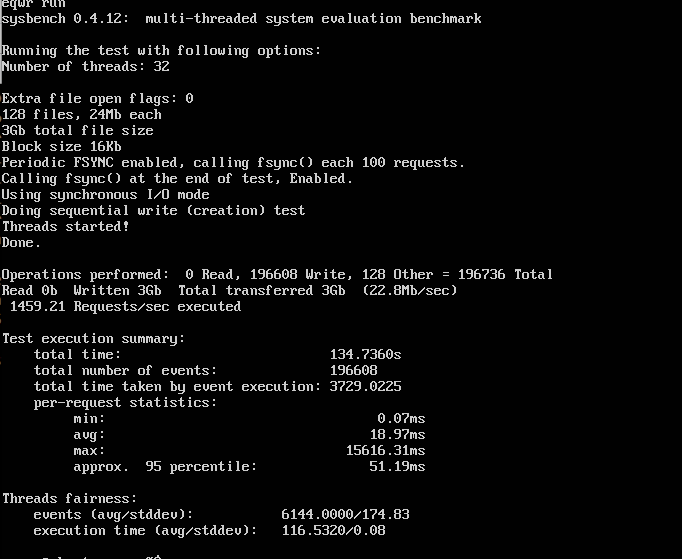 eqwr run
sysbench 0.4.12:  multi-threaded system evaluation benchmark
Running the test with following options:
Number of threads: 32
Extra file open flags: 0
128 files, 24Mb each
3Gb total file size
Block size 16Kb
Periodic FSYNC enabled, calling fsync() each 100 requests.
Calling fsync() at the end of test, Enabled.
Using synchronous I/O mode
Doing sequential write (creation) test
Threads started!
Done.
Operations performed:  0 Read, 196608 Write, 128 Other = 196736 Total
Read 0b  Written 3Gb  Total transferred 3Gb  (22.8Mb/sec)
1459.21 Requests/sec executed
Test execution summary:
total time: 134.7360s
total number of events: 196608
total time taken by event execution: 3729.0225
per-request statistics:
min: 0.07ms
avg: 18.97ms
max: 15616.31ms
approx.  95 percentile: 51.19ms
Threads fairness:
events (avg/stddev): 6144.0000/174.83
execution time (avg/stddev): 116.5320/0.08